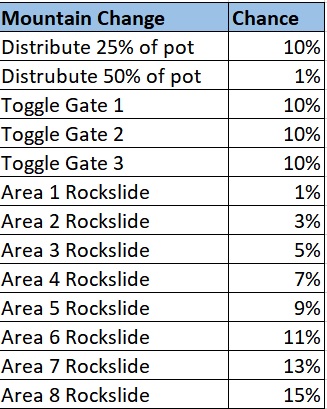 Mountain Change Chance
Distribute 25% of pot 10%
Distrubute 50% of pot 1%
Toggle Gate 1 10%
Toggle Gate 2 10%
Toggle Gate 3 10%
Area 1 Rockslide 1%
Area 2 Rockslide 3%
Area 3 Rockslide 5%
Area 4 Rockslide 7%
Area 5 Rockslide 9%
Area 6 Rockslide 11%
Area 7 Rockslide 13%
Area 8 Rockslide 15%